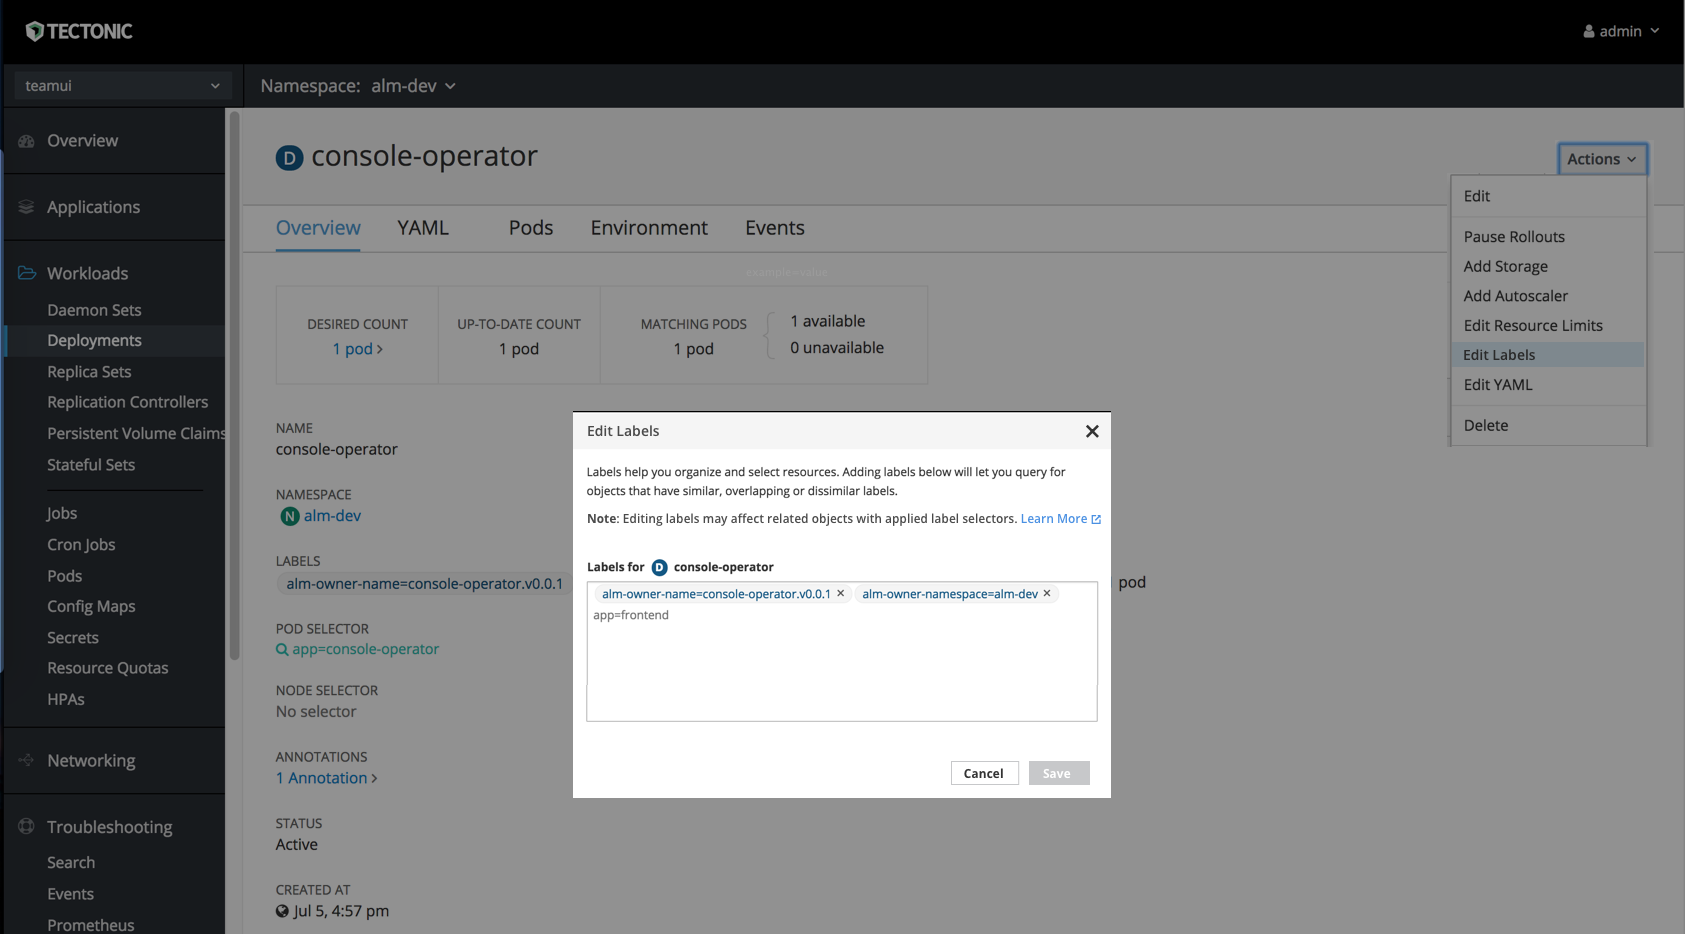 TECTONIC
admin
teamui
Namespace: alm-dev
Overview
Applications
Workloads
Daemon Sets
Deployments
Replica Sets
Replication Controllers
Persistent Volume Claims
Stateful Sets
Jobs
Cron Jobs
Pods
Config Maps
Secrets
Resource Quotas
HPAs
Networking
Troubleshooting
Search
Events
Prometheus
D console-operator
Actions
Edit
Pause Rollouts
Add Storage
Add Autoscaler
Edit Resource Limits
Edit Labels
Edit YAML
Delete
Overview YAML Pods Environment Events
example=value
DESIRED COUNT
1 pod
UP-TO-DATE COUNT
1 pod
MATCHING PODS
1 pod
1 available
0 unavailable
NAME
console-operator
NAMESPACE
N alm-dev
LABELS
alm-owner-name=console-operator.v0.0.1
POD SELECTOR
app=console-operator
NODE SELECTOR
No selector
ANNOTATIONS
1 Annotation
STATUS
Active
CREATED AT
Jul 5, 4:57 pm
pod
Edit Labels
Labels help you organize and select resources. Adding labels below will let you query for
objects that have similar, overlapping or dissimilar labels.
Note: Editing labels may affect related objects with applied label selectors. Learn More
Labels for D console-operator
alm-owner-name=console-operator.v0.0.1 × alm-owner-namespace=alm-dev ×
app=frontend
Cancel Save